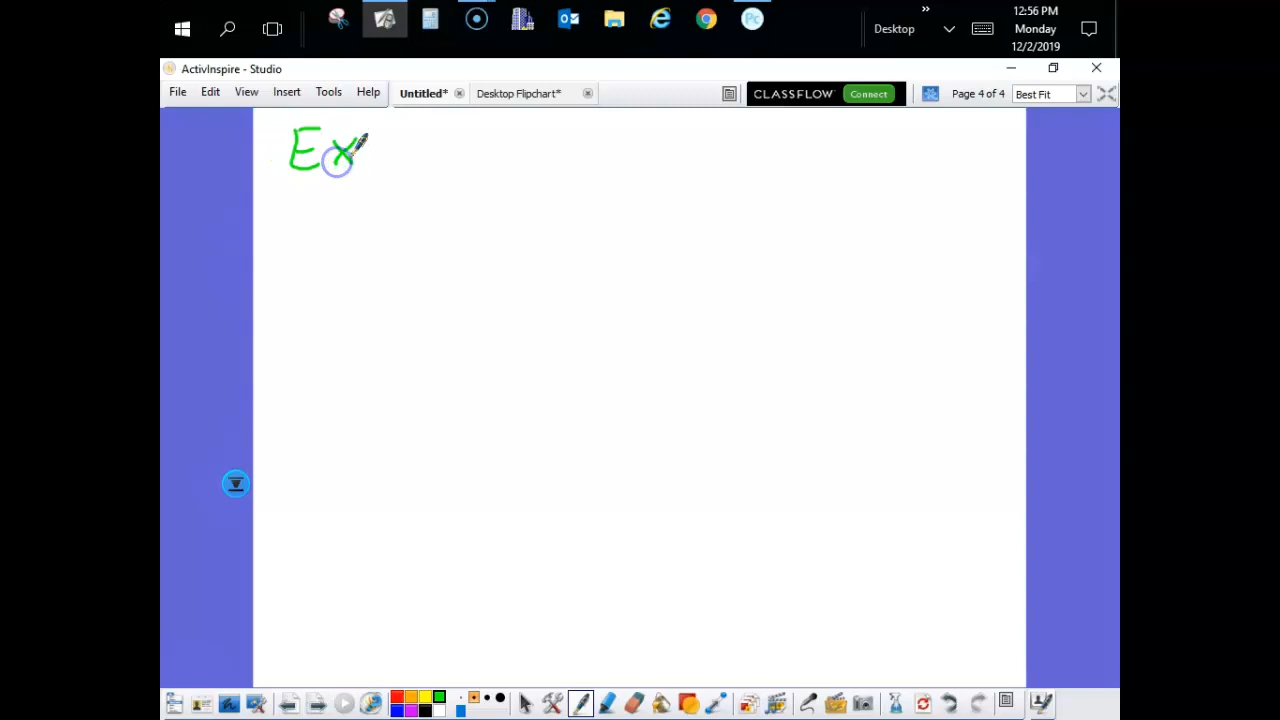 12:56 PM
Desktop
Monday
12/2/2019
ActivInspire - Studio
File Edit View Insert Tools Help Untitled* Desktop Flipchart* CLASSFLOW Connect Page 4 of 4 Best Fit
Ex